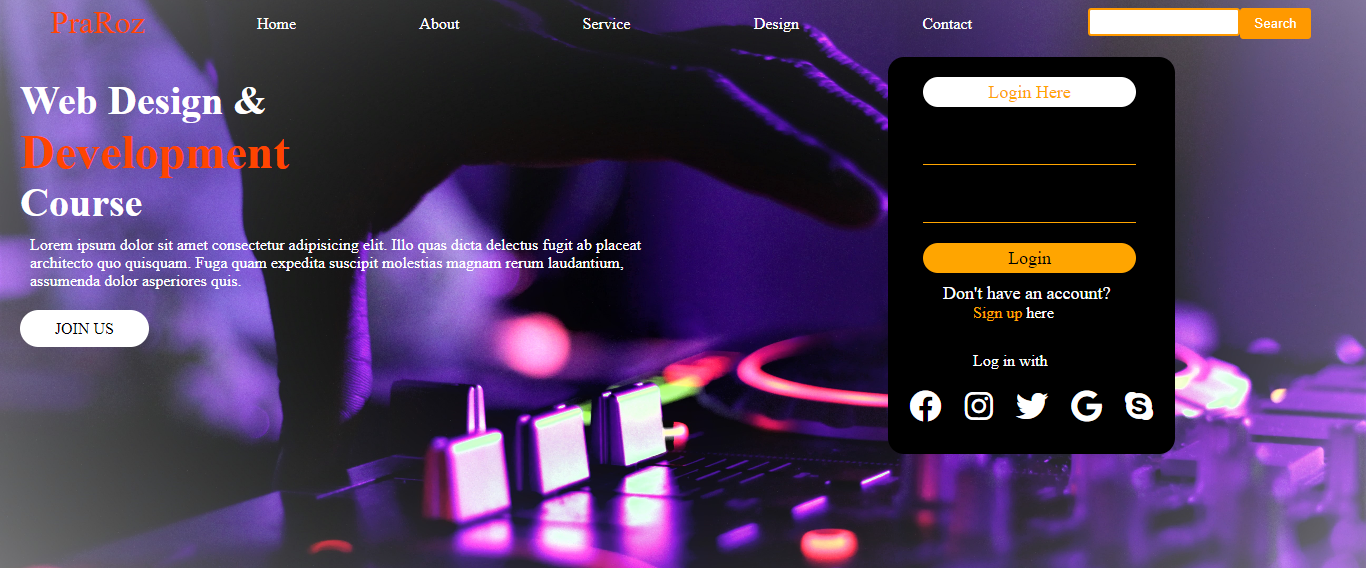 PraRoz
Home
About
Service
Design
Contact
Search
Web Design &
Development
Course
Lorem ipsum dolor sit amet consectetur adipisicing elit. Illo quas dicta delectus fugit ab placeat
architecto quo quisquam. Fuga quam expedita suscipit molestias magnam rerum laudantium,
assumenda dolor asperiores quis.
JOIN US
Login Here
Login
Don't have an account?
Sign up here
Log in with